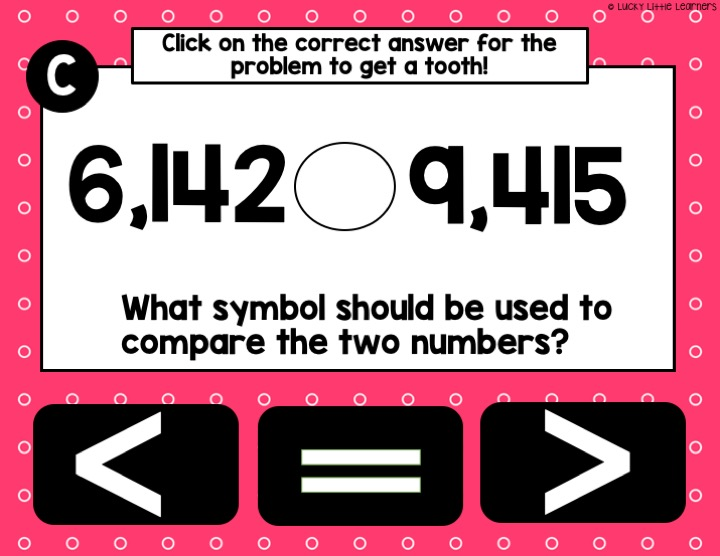 © Lucky Little Learners
Click on the correct answer for the
problem to get a tooth!
C
6,142 9,415
What symbol should be used to
compare the two numbers?
< = >